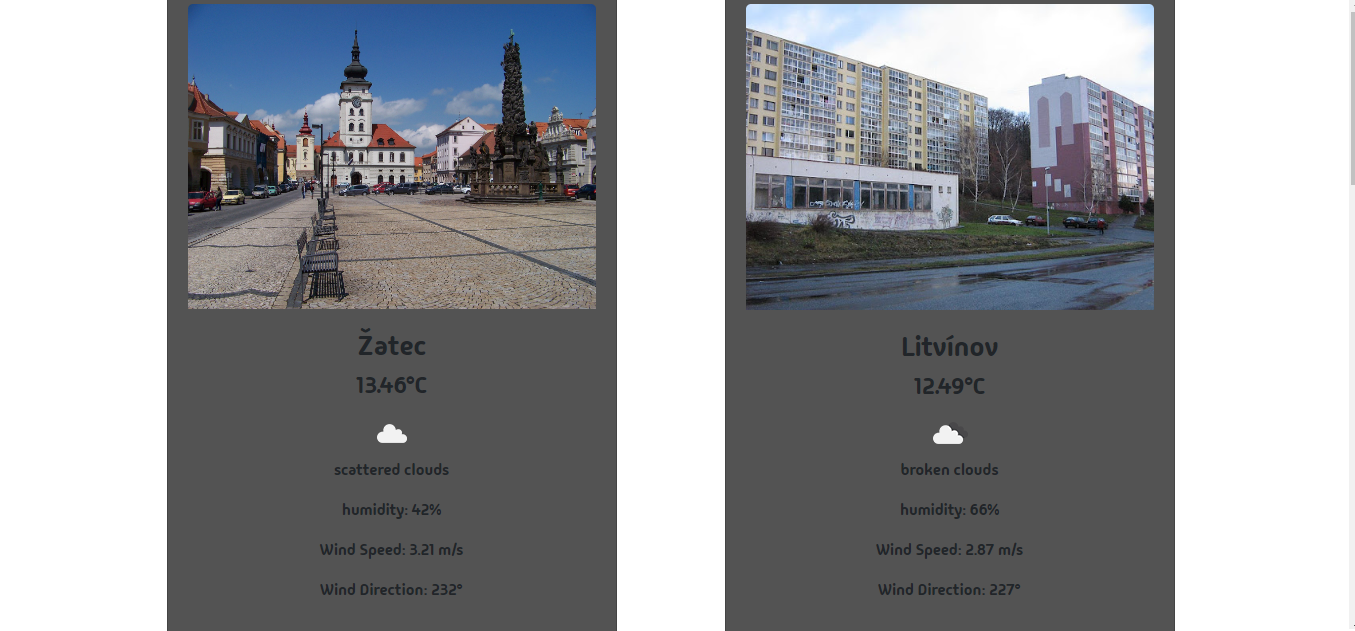 Žatec
13.46°C
scattered clouds
humidity: 42%
Wind Speed: 3.21 m/s
Wind Direction: 232°
Litvínov
12.49°C
broken clouds
humidity: 66%
Wind Speed: 2.87 m/s
Wind Direction: 227°